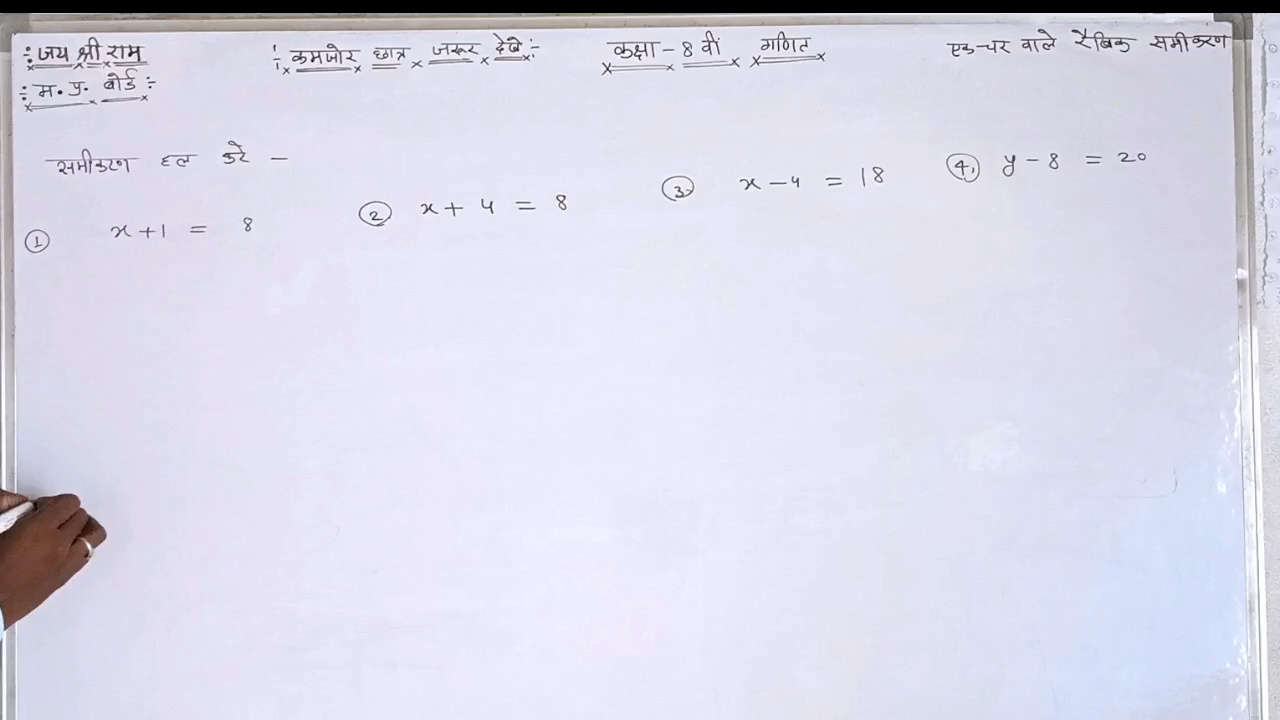 ÷ जय श्री राम ÷ कमजोर छात्र जरूर देखे ÷ कक्षा - 8 वी गणित एक-चर वाले रैखिक समीकरण
÷ म. प्र. बोर्ड ÷
समीकरण हल करे -
① x + 1 = 8 ② x + 4 = 8 ③ x - 4 = 18 ④ y - 8 = 20